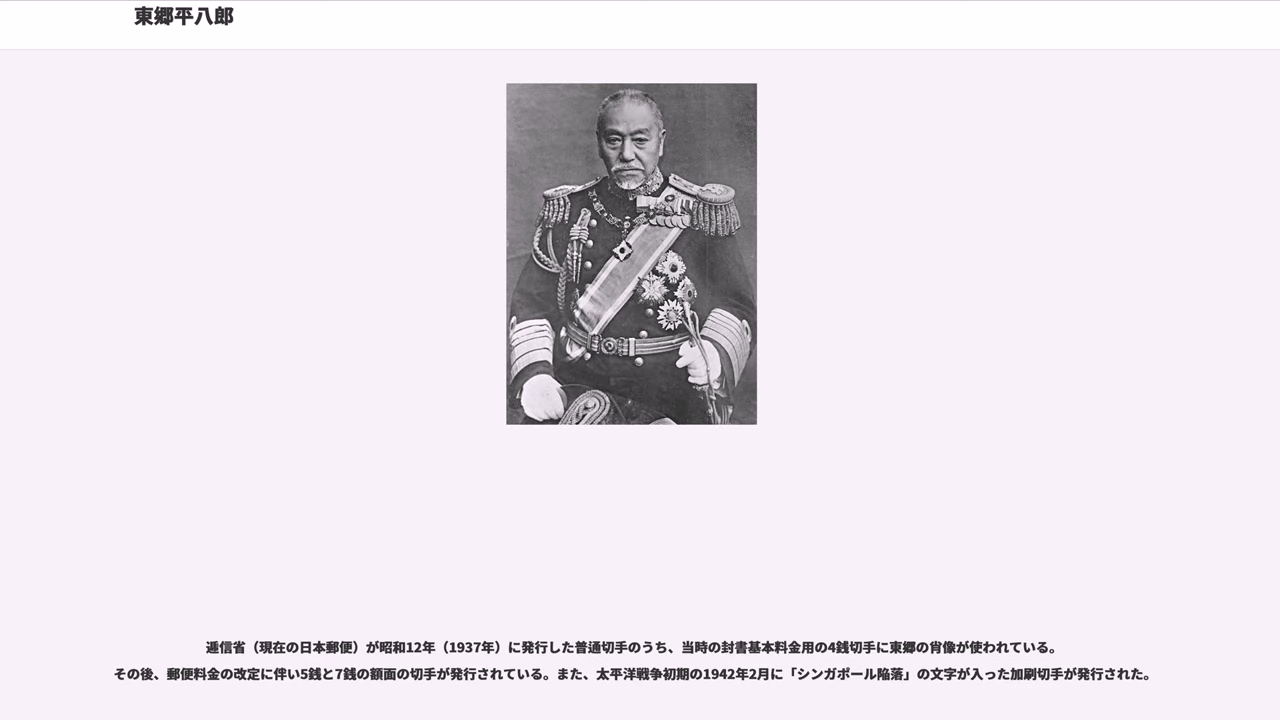 東郷平八郎
逓信省（現在の日本郵便）が昭和12年（1937年）に発行した普通切手のうち、当時の封書基本料金用の4銭切手に東郷の肖像が使われている。
その後、郵便料金の改定に伴い5銭と7銭の額面の切手が発行されている。また、太平洋戦争初期の1942年2月に「シンガポール陥落」の文字が入った加刷切手が発行された。